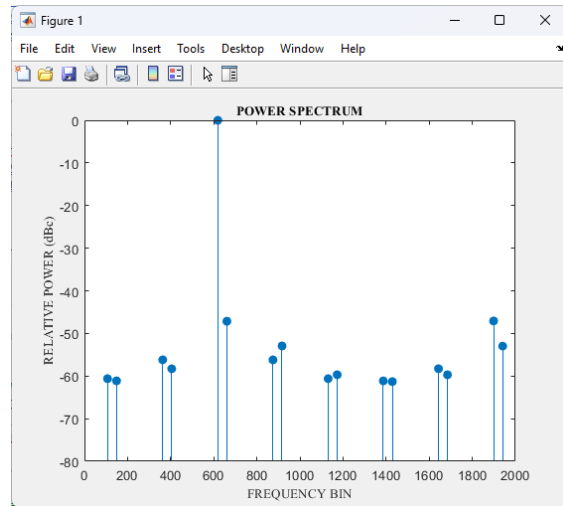 Figure 1
File Edit View Insert Tools Desktop Window Help
POWER SPECTRUM
RELATIVE POWER (dBc)
0
-10
-20
-30
-40
-50
-60
-70
-80
0 200 400 600 800 1000 1200 1400 1600 1800 2000
FREQUENCY BIN